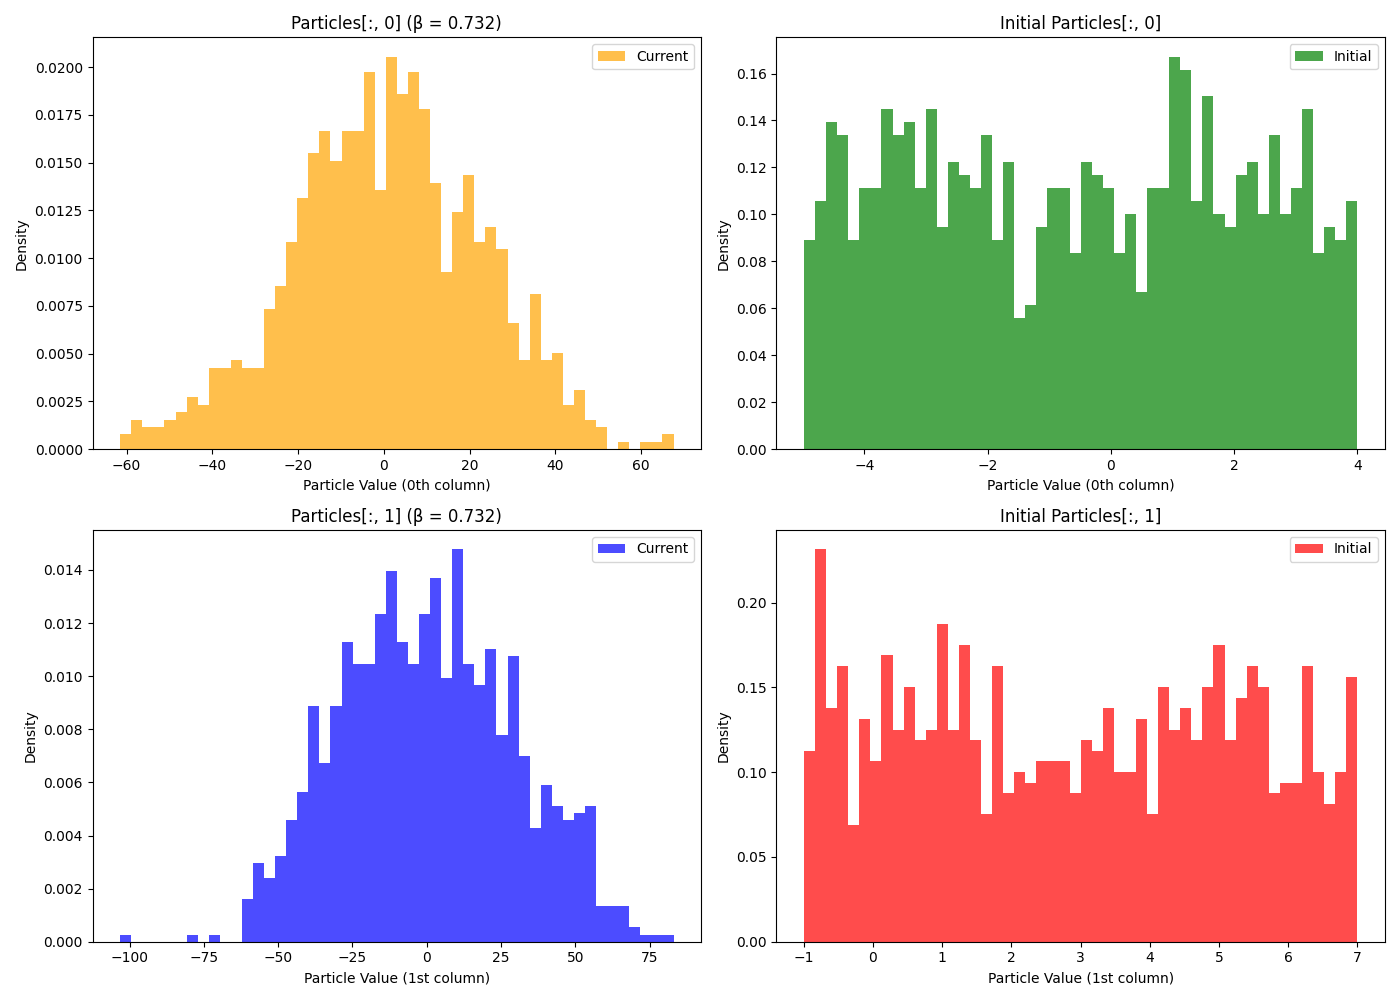 Particles[:, 0] (β = 0.732)
Current
Density
0.0200
0.0175
0.0150
0.0125
0.0100
0.0075
0.0050
0.0025
0.0000
−60 −40 −20 0 20 40 60
Particle Value (0th column)
Initial Particles[:, 0]
Initial
Density
0.16
0.14
0.12
0.10
0.08
0.06
0.04
0.02
0.00
−4 −2 0 2 4
Particle Value (0th column)
Particles[:, 1] (β = 0.732)
Current
Density
0.014
0.012
0.010
0.008
0.006
0.004
0.002
0.000
−100 −75 −50 −25 0 25 50 75
Particle Value (1st column)
Initial Particles[:, 1]
Initial
Density
0.20
0.15
0.10
0.05
0.00
−1 0 1 2 3 4 5 6 7
Particle Value (1st column)